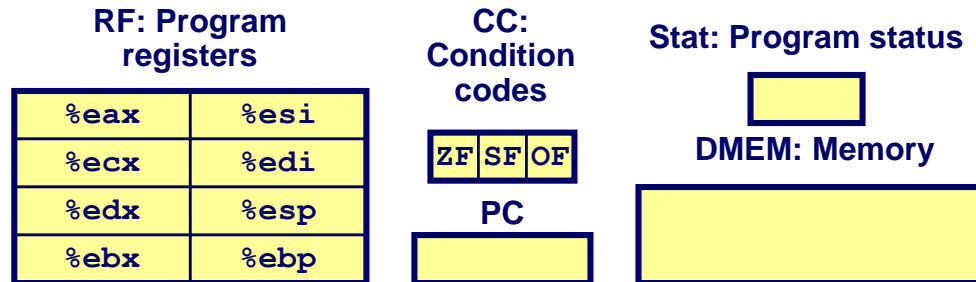 RF: Program
registers
%eax %esi
%ecx %edi
%edx %esp
%ebx %ebp
CC:
Condition
codes
ZF SF OF
PC
Stat: Program status
DMEM: Memory